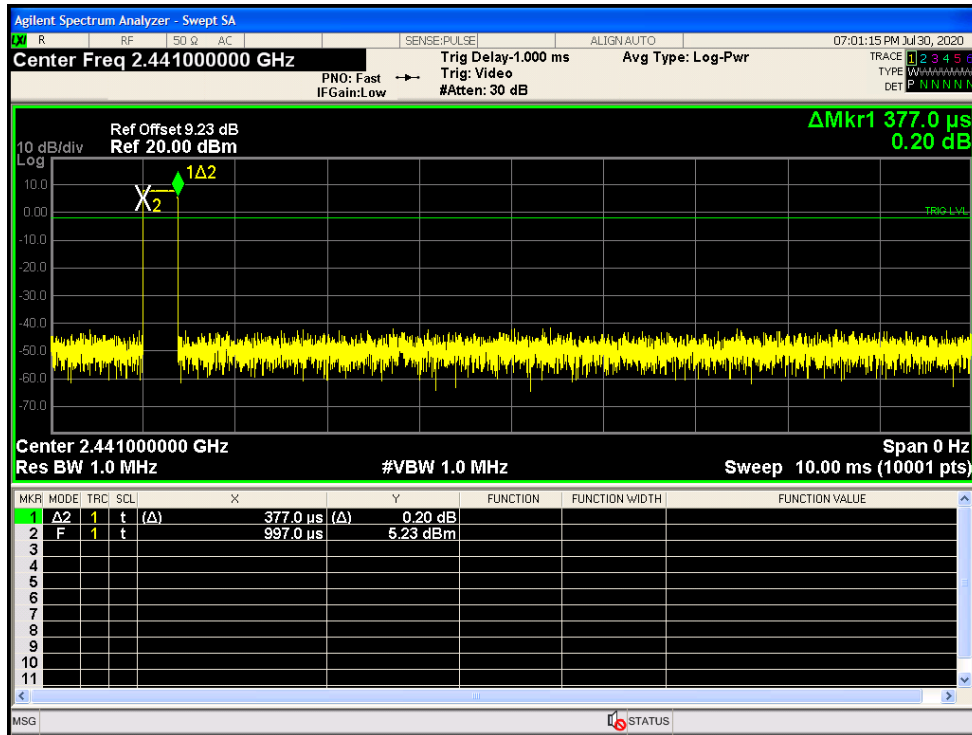 Agilent Spectrum Analyzer - Swept SA
LXI R RF 50 Ω AC SENSE:PULSE ALIGN AUTO 07:01:15 PM Jul 30, 2020
Center Freq 2.441000000 GHz
PNO: Fast
IFGain:Low
Trig Delay-1.000 ms
Trig: Video
#Atten: 30 dB
Avg Type: Log-Pwr
TRACE 1 2 3 4 5 6
TYPE WWWWWW
DET P N N N N N
ΔMkr1 377.0 µs
0.20 dB
Ref Offset 9.23 dB
10 dB/div Ref 20.00 dBm
Log
1Δ2
10.0
X2
0.00
TRIG LVL
-10.0
-20.0
-30.0
-40.0
-50.0
-60.0
-70.0
Center 2.441000000 GHz Span 0 Hz
Res BW 1.0 MHz #VBW 1.0 MHz Sweep 10.00 ms (10001 pts)
MKR MODE TRC SCL X Y FUNCTION FUNCTION WIDTH FUNCTION VALUE
1 Δ2 1 t (Δ) 377.0 µs (Δ) 0.20 dB
2 F 1 t 997.0 µs 5.23 dBm
3
4
5
6
7
8
9
10
11
MSG STATUS